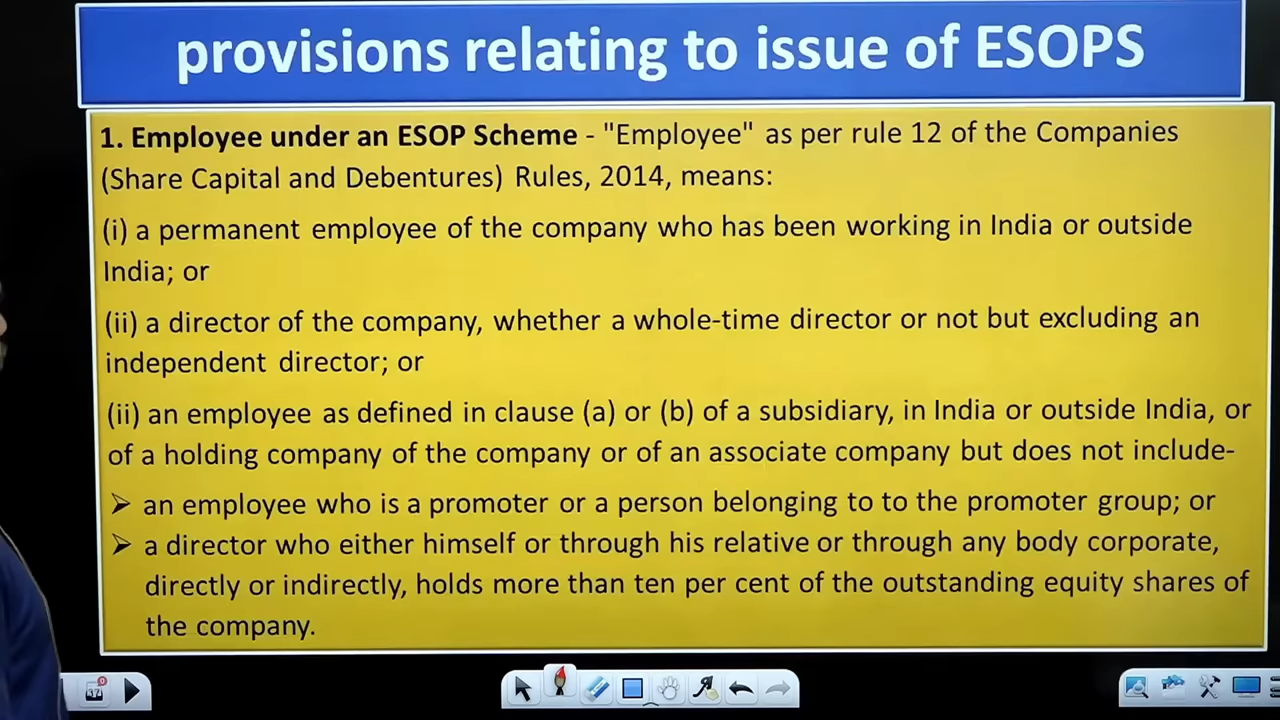 provisions relating to issue of ESOPS
1. Employee under an ESOP Scheme - "Employee" as per rule 12 of the Companies
(Share Capital and Debentures) Rules, 2014, means:
(i) a permanent employee of the company who has been working in India or outside
India; or
(ii) a director of the company, whether a whole-time director or not but excluding an
independent director; or
(ii) an employee as defined in clause (a) or (b) of a subsidiary, in India or outside India, or
of a holding company of the company or of an associate company but does not include-
➢ an employee who is a promoter or a person belonging to to the promoter group; or
➢ a director who either himself or through his relative or through any body corporate,
directly or indirectly, holds more than ten per cent of the outstanding equity shares of
the company.